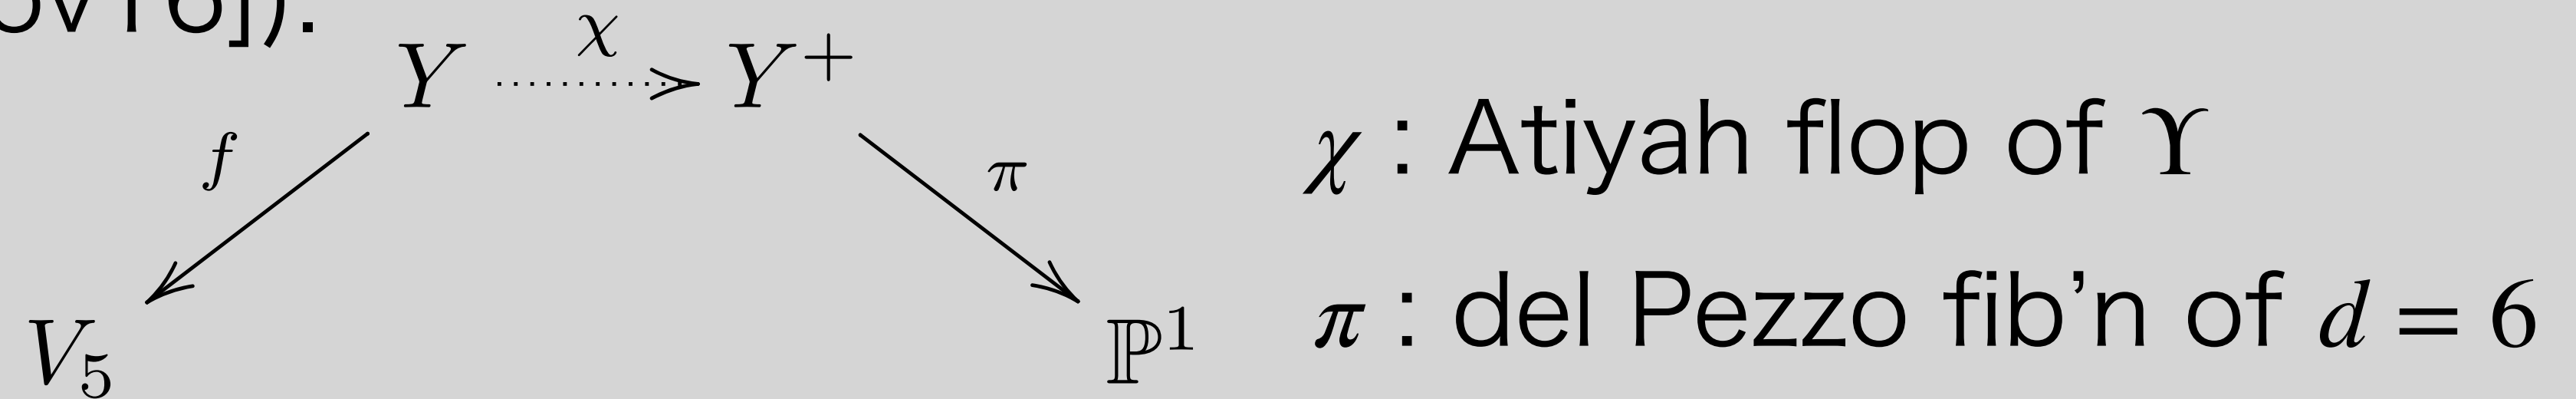 χ
Y Y⁺
χ : Atiyah flop of ϒ
f π
π : del Pezzo fib’n of d = 6
V₅ ℙ¹